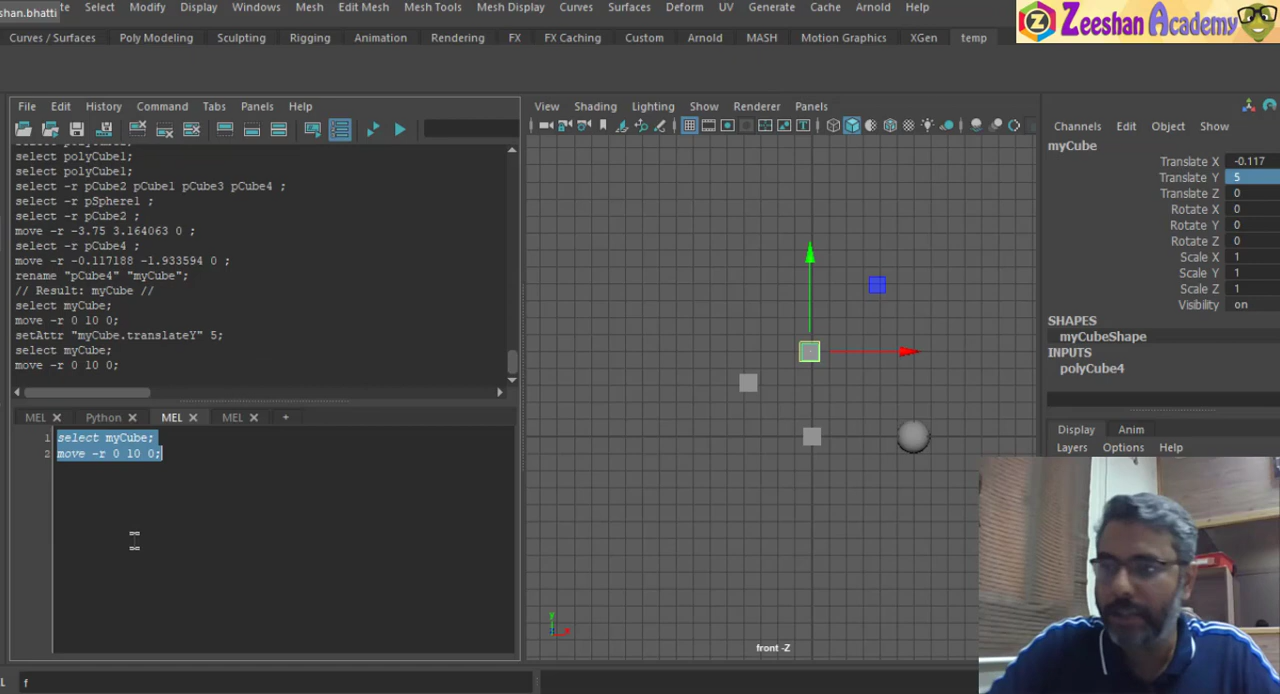 Select Modify Display Windows Mesh Edit Mesh Mesh Tools Mesh Display Curves Surfaces Deform UV Generate Cache Arnold Help
shan.bhatti
Zeeshan Academy
Curves / Surfaces Poly Modeling Sculpting Rigging Animation Rendering FX FX Caching Custom Arnold MASH Motion Graphics XGen temp
File Edit History Command Tabs Panels Help
View Shading Lighting Show Renderer Panels
Channels Edit Object Show
select polyCube1;
select polyCube1;
select -r pCube2 pCube1 pCube3 pCube4 ;
select -r pSphere1 ;
select -r pCube2 ;
move -r -3.75 3.164063 0 ;
select -r pCube4 ;
move -r -0.117188 -1.933594 0 ;
rename "pCube4" "myCube";
// Result: myCube //
select myCube;
move -r 0 10 0;
setAttr "myCube.translateY" 5;
select myCube;
move -r 0 10 0;
MEL Python MEL MEL +
1 select myCube;
2 move -r 0 10 0;
front -Z
myCube
Translate X -0.117
Translate Y 5
Translate Z 0
Rotate X 0
Rotate Y 0
Rotate Z 0
Scale X 1
Scale Y 1
Scale Z 1
Visibility on
SHAPES
myCubeShape
INPUTS
polyCube4
Display Anim
Layers Options Help
f